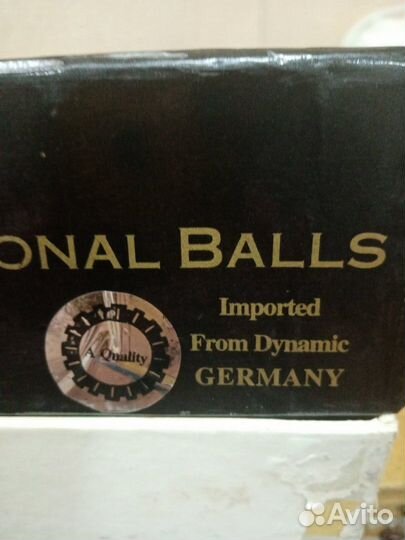 ONAL BALLS
Imported
From Dynamic
GERMANY
A Quality
Avito